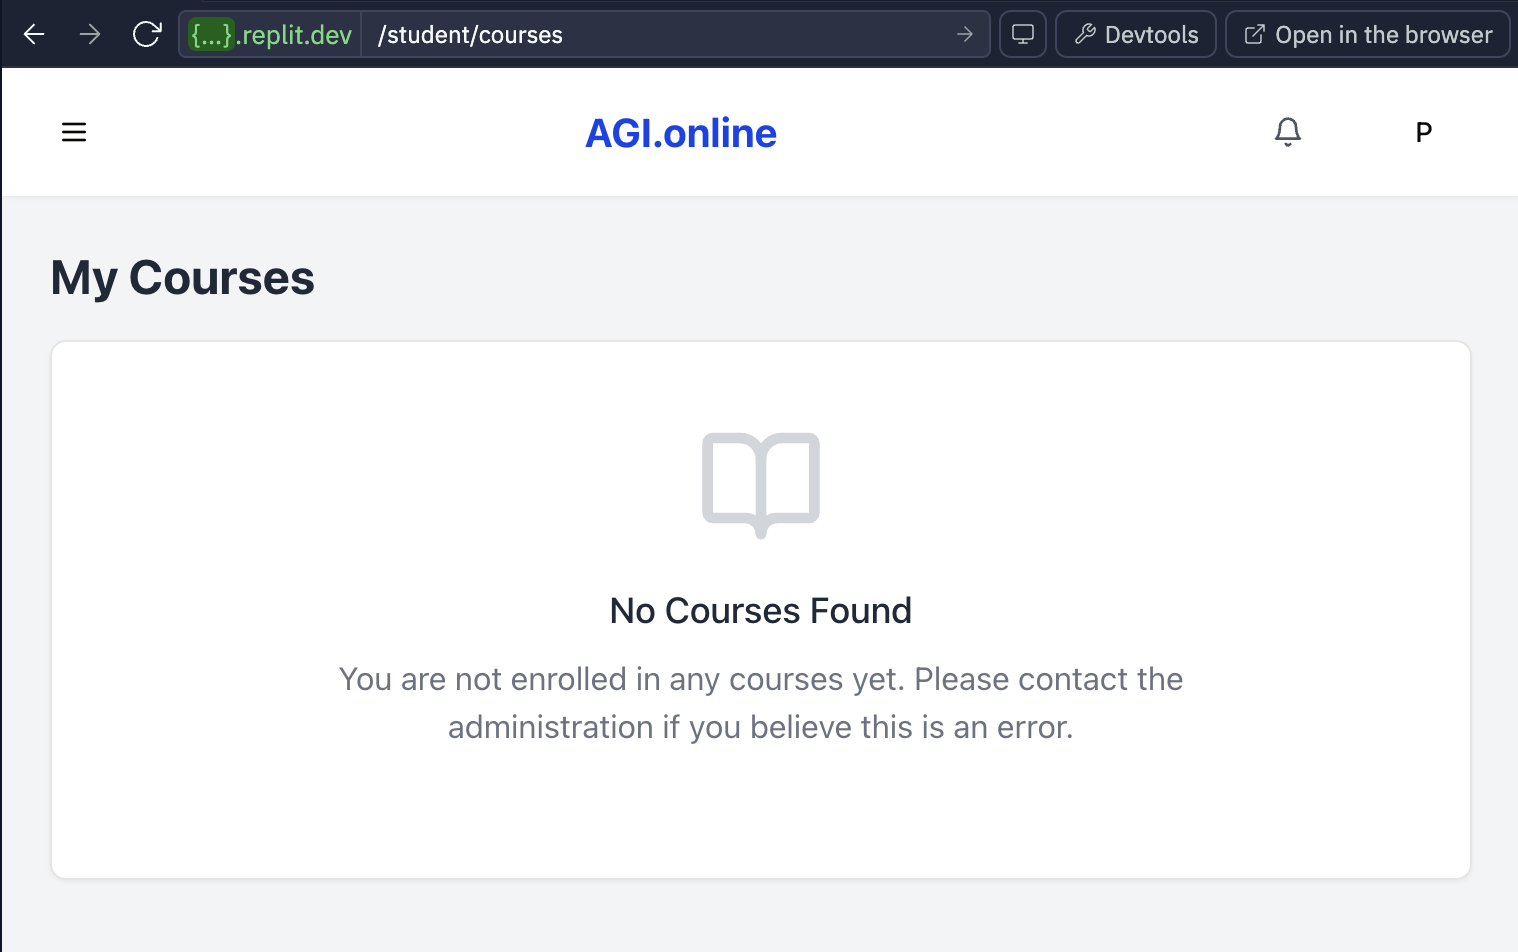 {...}.replit.dev /student/courses Devtools Open in the browser
AGI.online P
My Courses
No Courses Found
You are not enrolled in any courses yet. Please contact the
administration if you believe this is an error.